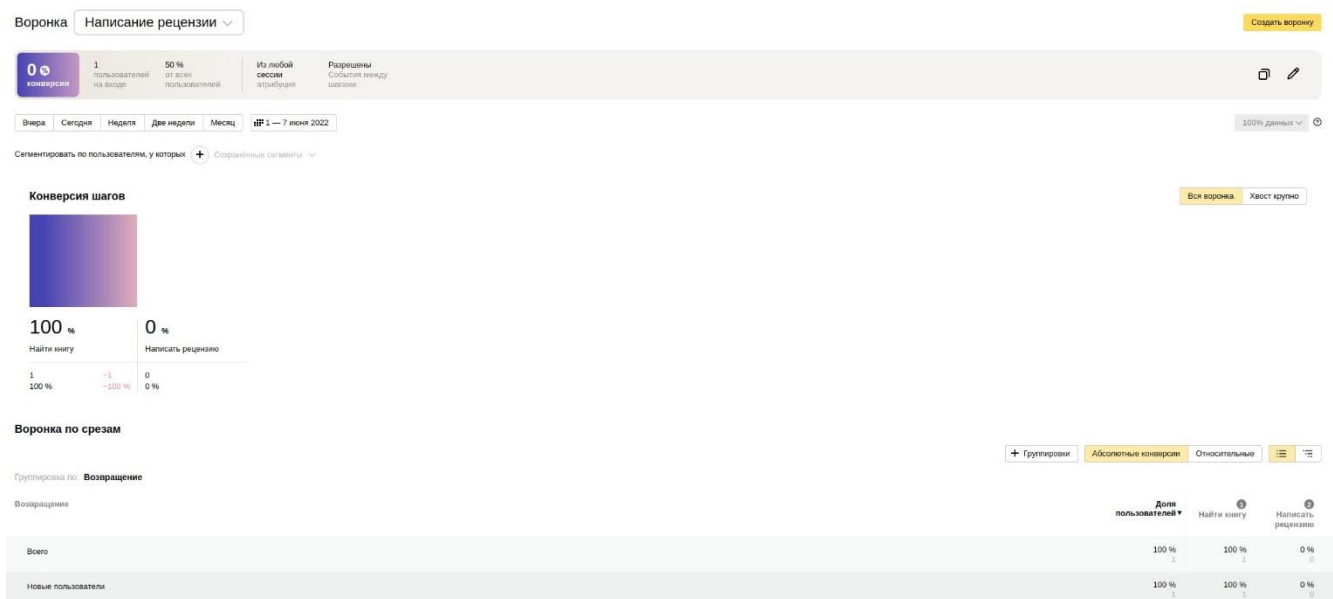 Воронка Написание рецензии
Создать воронку
0 %
конверсия
1
пользователей
на входе
50 %
от всех
пользователей
Из любой
сессии
атрибуция
Разрешены
События между
шагами
Вчера Сегодня Неделя Две недели Месяц 1 — 7 июня 2022
100% данных
Сегментировать по пользователям, у которых + Сохранённые сегменты
Конверсия шагов
Вся воронка Хвост крупно
100 % 0 %
Найти книгу Написать рецензию
1 −1 0
100 % −100 % 0 %
Воронка по срезам
+ Группировки Абсолютные конверсии Относительные
Группировка по: Возвращение
Возвращение
Доля
пользователей ▾
1
Найти книгу
2
Написать
рецензию
Всего 100 % 100 % 0 %
1 1 0
Новые пользователи 100 % 100 % 0 %
1 1 0